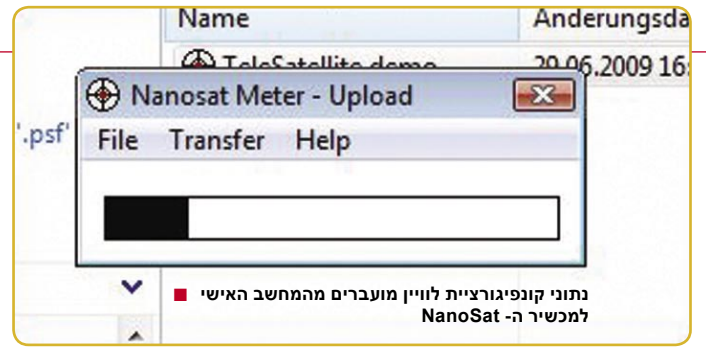 Name
Änderungsda
TeleSatellite demo
29.06.2009 16:
'.psf'
Nanosat Meter - Upload
File Transfer Help
נתוני קונפיגורציית לוויין מועברים מהמחשב האישי
למכשיר ה- NanoSat